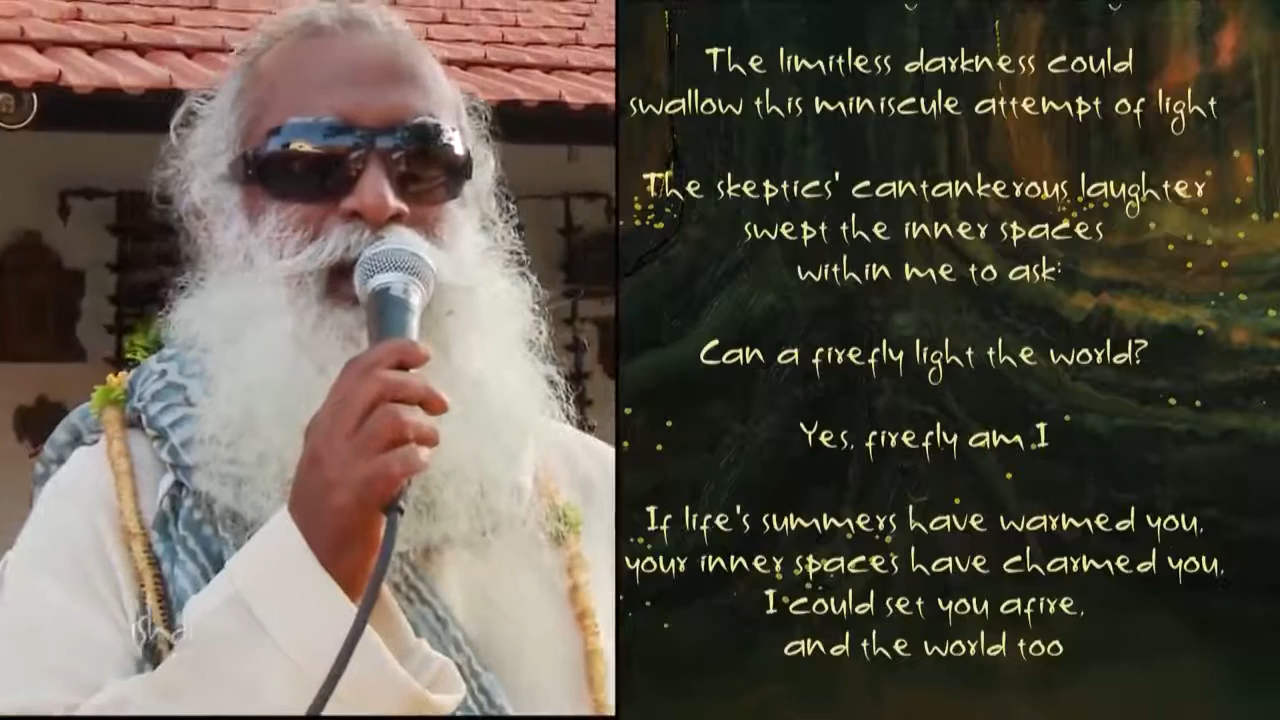 The limitless darkness could
swallow this miniscule attempt of light
The skeptics' cantankerous laughter
swept the inner spaces
within me to ask:
Can a firefly light the world?
Yes, firefly am I
If life's summers have warmed you,
your inner spaces have charmed you,
I could set you afire,
and the world too